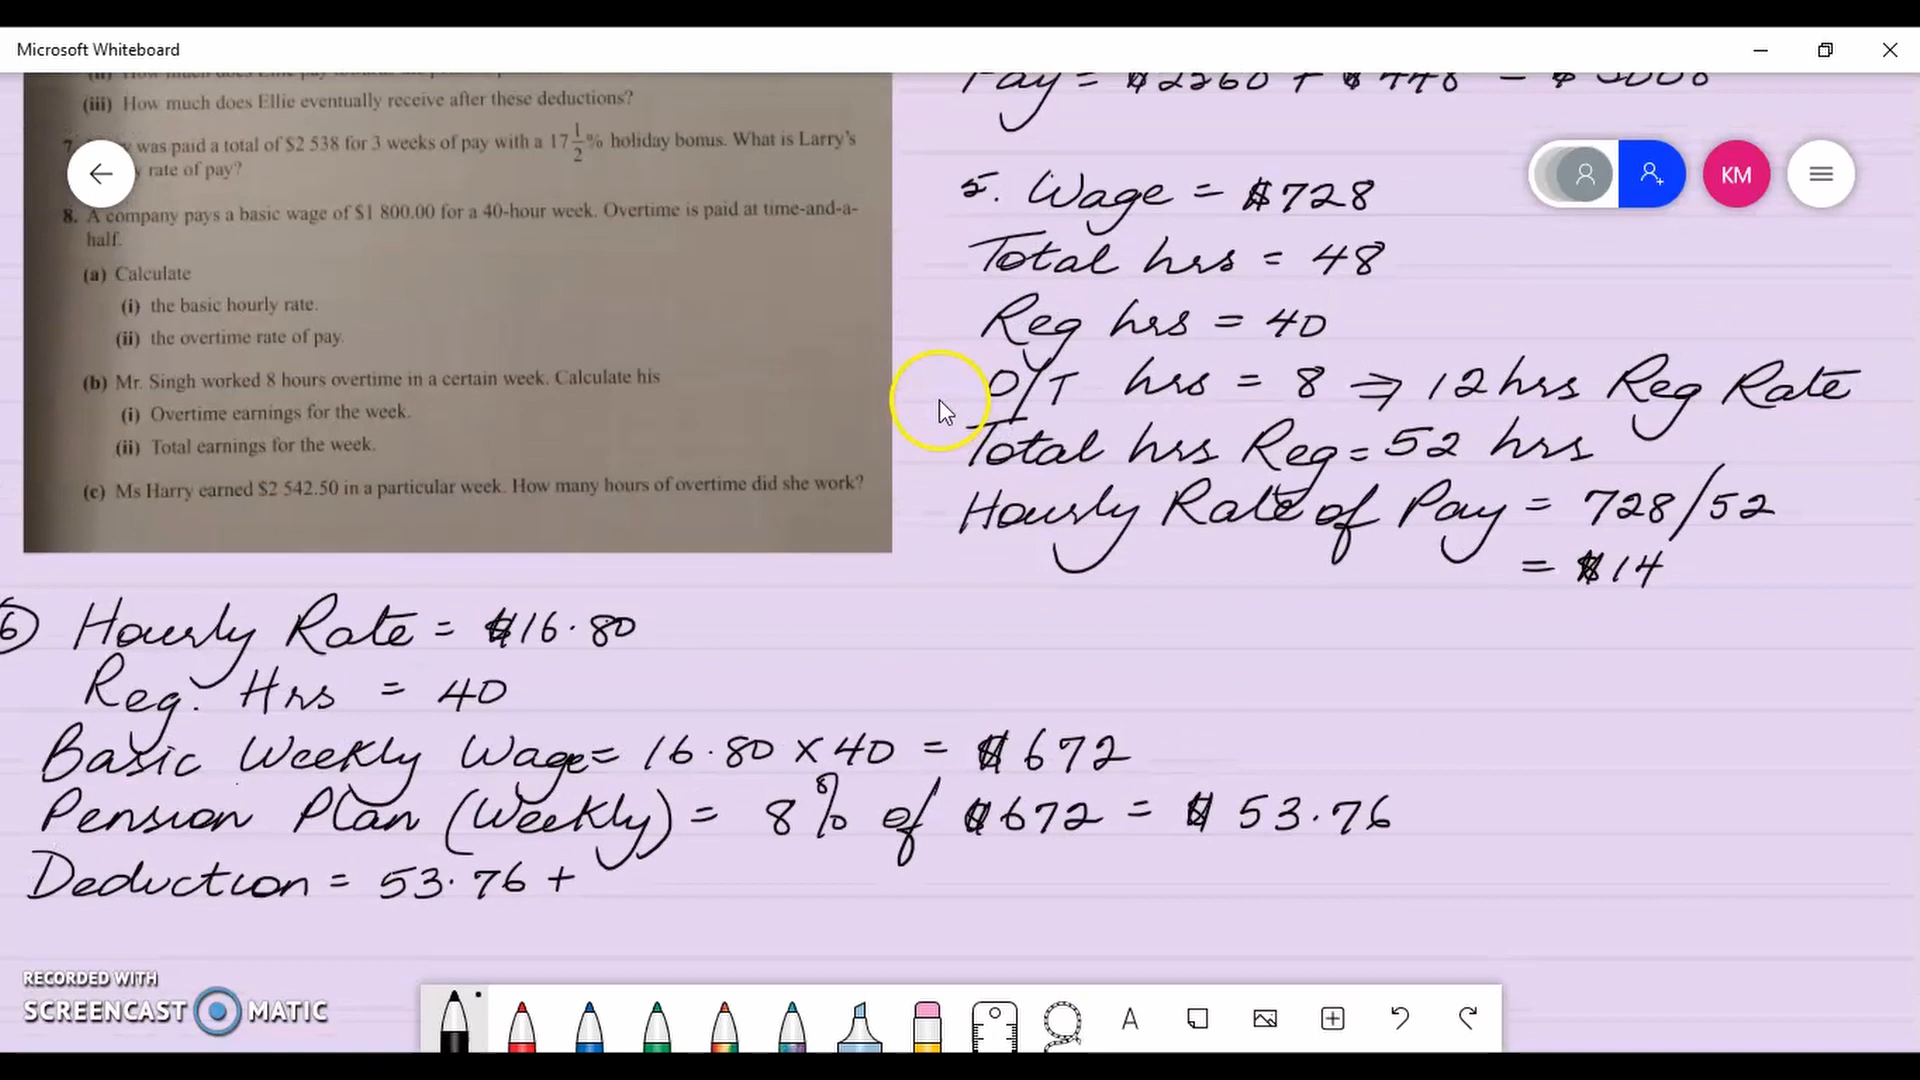 Microsoft Whiteboard
(iii) How much does Ellie eventually receive after these deductions?
7. was paid a total of $2 538 for 3 weeks of pay with a 17 1/2% holiday bonus. What is Larry's
rate of pay?
8. A company pays a basic wage of $1 800.00 for a 40-hour week. Overtime is paid at time-and-a-
half.
(a) Calculate
(i) the basic hourly rate.
(ii) the overtime rate of pay.
(b) Mr. Singh worked 8 hours overtime in a certain week. Calculate his
(i) Overtime earnings for the week.
(ii) Total earnings for the week.
(c) Ms Harry earned $2 542.50 in a particular week. How many hours of overtime did she work?
Pay = + $448 =
KM
5. Wage = $728
Total hrs = 48
Reg hrs = 40
O/T hrs = 8 ⇒ 12 hrs Reg Rate
Total hrs Reg = 52 hrs
Hourly Rate of Pay = 728/52
= $14
6 Hourly Rate = $16.80
Reg. Hrs = 40
Basic Weekly Wage = 16.80 × 40 = $672
Pension Plan (Weekly) = 8% of $672 = $53.76
Deduction = 53.76 +
RECORDED WITH
SCREENCAST MATIC
A